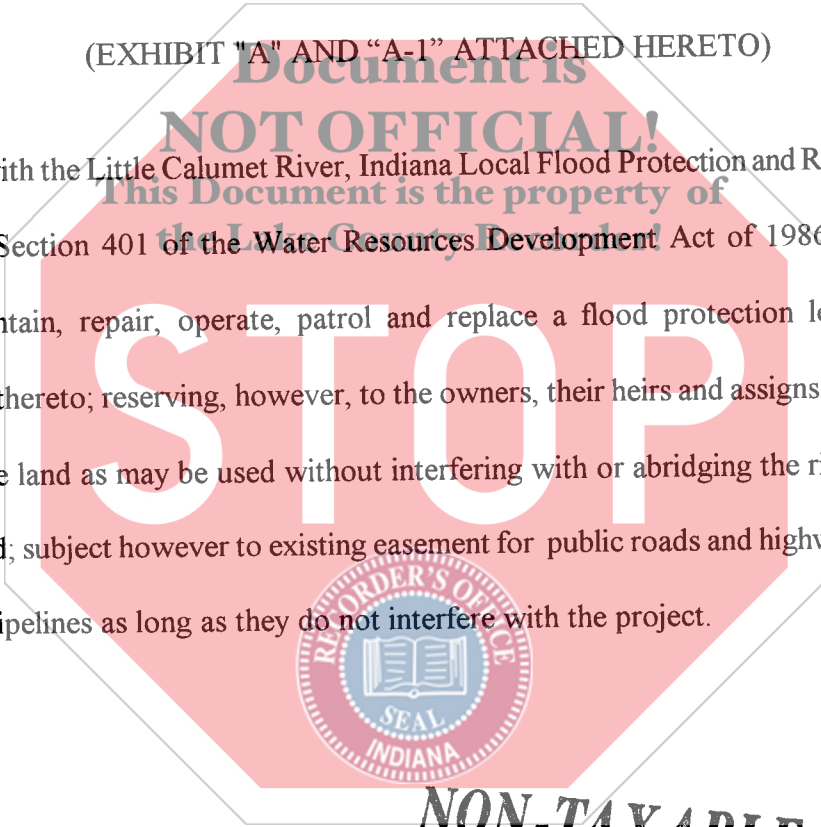 (EXHIBIT "A" AND “A-1” ATTACHED HERETO)
Document is
NOT OFFICIAL!
ith the Little Calumet River, Indiana Local Flood Protection and R
This Document is the property of
Section 401 of the Water Resources Development Act of 1986
the Lake County Recorder!
ntain, repair, operate, patrol and replace a flood protection le
STOP
thereto; reserving, however, to the owners, their heirs and assigns
e land as may be used without interfering with or abridging the ri
d; subject however to existing easement for public roads and highw
ipelines as long as they do not interfere with the project.
RECORDER'S OFFICE
SEAL
INDIANA
NON-TAXABLE